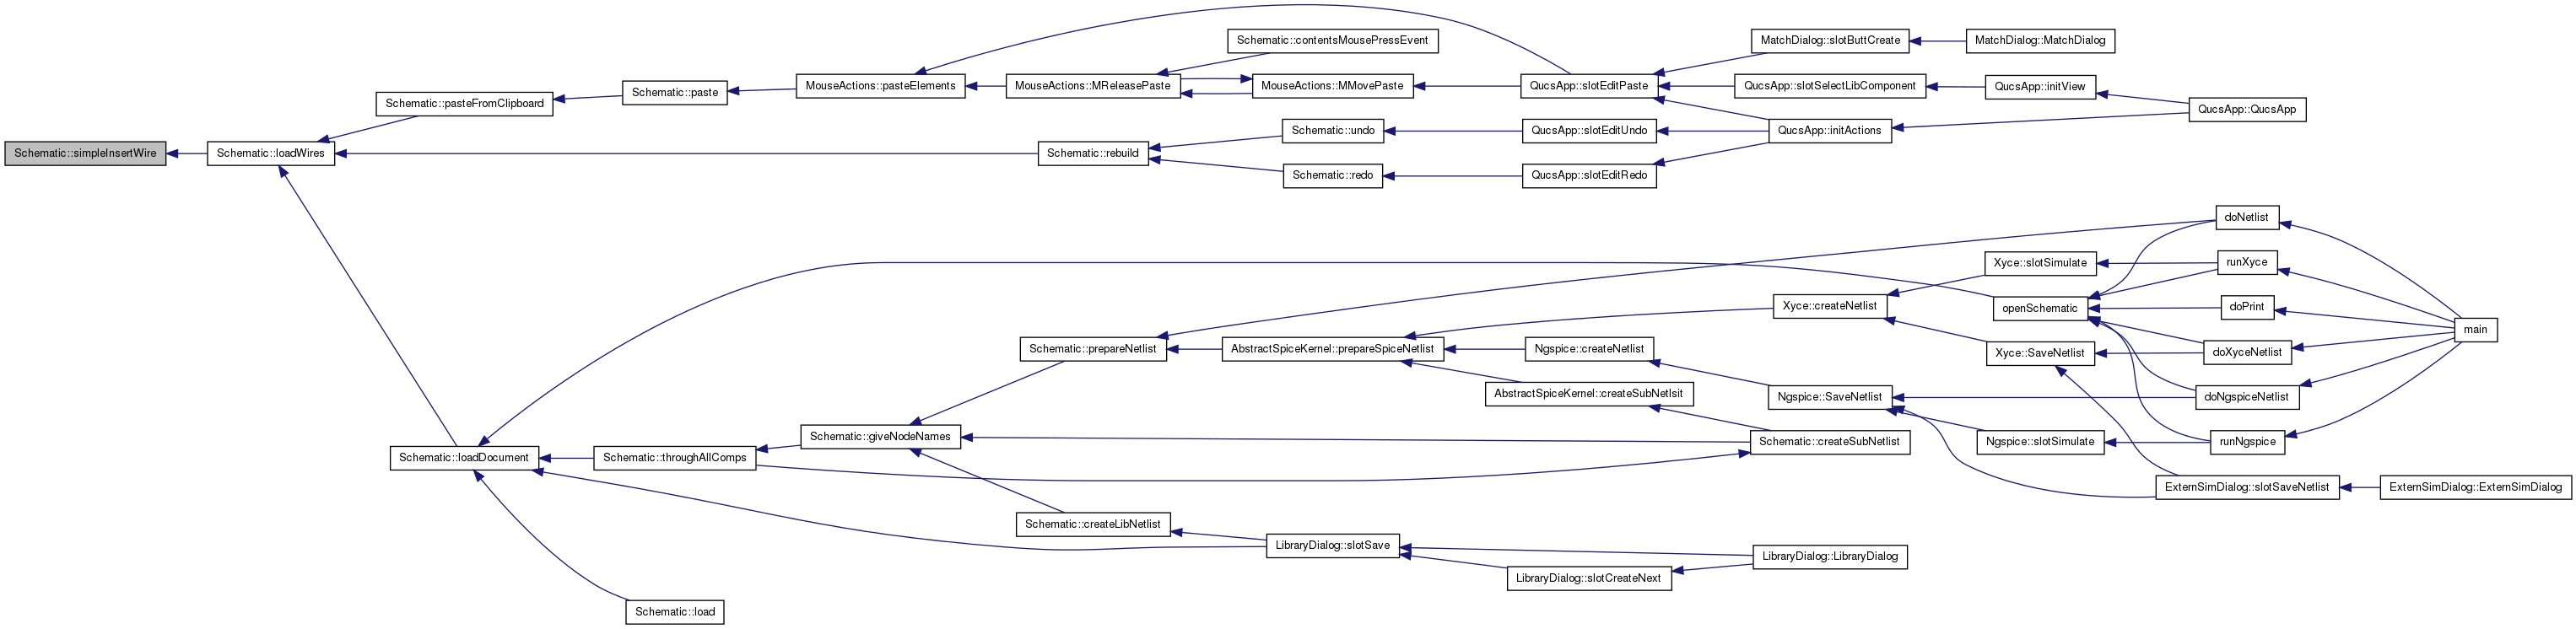 Schematic::simpleInsertWire
Schematic::loadWires
Schematic::pasteFromClipboard
Schematic::paste
MouseActions::pasteElements
MouseActions::MReleasePaste
Schematic::contentsMousePressEvent
MouseActions::MMovePaste
QucsApp::slotEditPaste
MatchDialog::slotButtCreate
MatchDialog::MatchDialog
QucsApp::slotSelectLibComponent
QucsApp::initView
QucsApp::QucsApp
QucsApp::initActions
Schematic::rebuild
Schematic::undo
QucsApp::slotEditUndo
Schematic::redo
QucsApp::slotEditRedo
Schematic::loadDocument
openSchematic
doNetlist
runXyce
doPrint
doXyceNetlist
doNgspiceNetlist
runNgspice
main
Xyce::slotSimulate
Xyce::createNetlist
Xyce::SaveNetlist
Schematic::prepareNetlist
AbstractSpiceKernel::prepareSpiceNetlist
Ngspice::createNetlist
AbstractSpiceKernel::createSubNetlsit
Ngspice::SaveNetlist
Ngspice::slotSimulate
Schematic::throughAllComps
Schematic::giveNodeNames
Schematic::createSubNetlist
ExternSimDialog::slotSaveNetlist
ExternSimDialog::ExternSimDialog
Schematic::createLibNetlist
LibraryDialog::slotSave
LibraryDialog::LibraryDialog
LibraryDialog::slotCreateNext
Schematic::load